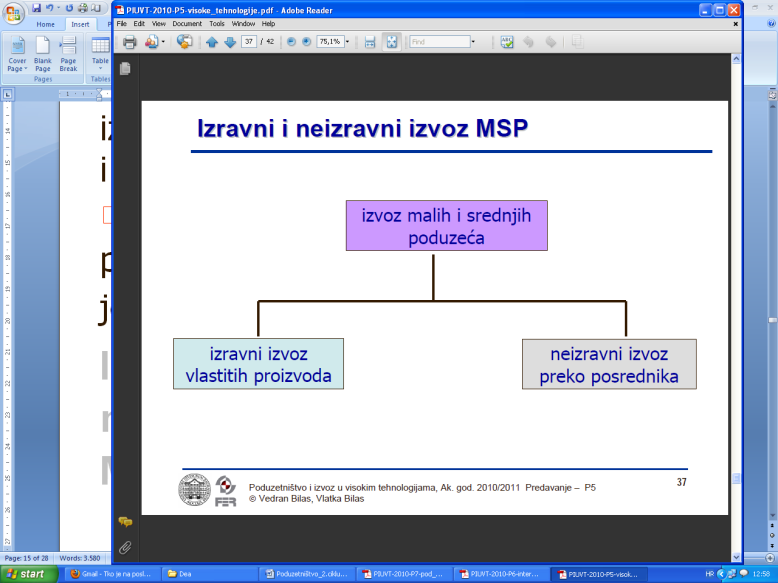 PIUVT-2010-P5-visoke_tehnologije.pdf - Adobe Reader
Home Insert
File Edit View Document Tools Window Help
37 / 42 75,1% Find
Cover Page Blank Page Page Break Table
Pages Tables
Izravni i neizravni izvoz MSP
izvoz malih i srednjih
poduzeća
izravni izvoz
vlastitih proizvoda
neizravni izvoz
preko posrednika
FER
Poduzetništvo i izvoz u visokim tehnologijama, Ak. god. 2010/2011 Predavanje – P5
© Vedran Bilas, Vlatka Bilas
37
Page: 15 of 28 Words: 3.580
start
Gmail - Tko je na posl...
Dea
Poduzetništvo_2.ciklu...
PIUVT-2010-P7-pod_...
PIUVT-2010-P6-inter...
PIUVT-2010-P5-visok...
HR
12:58